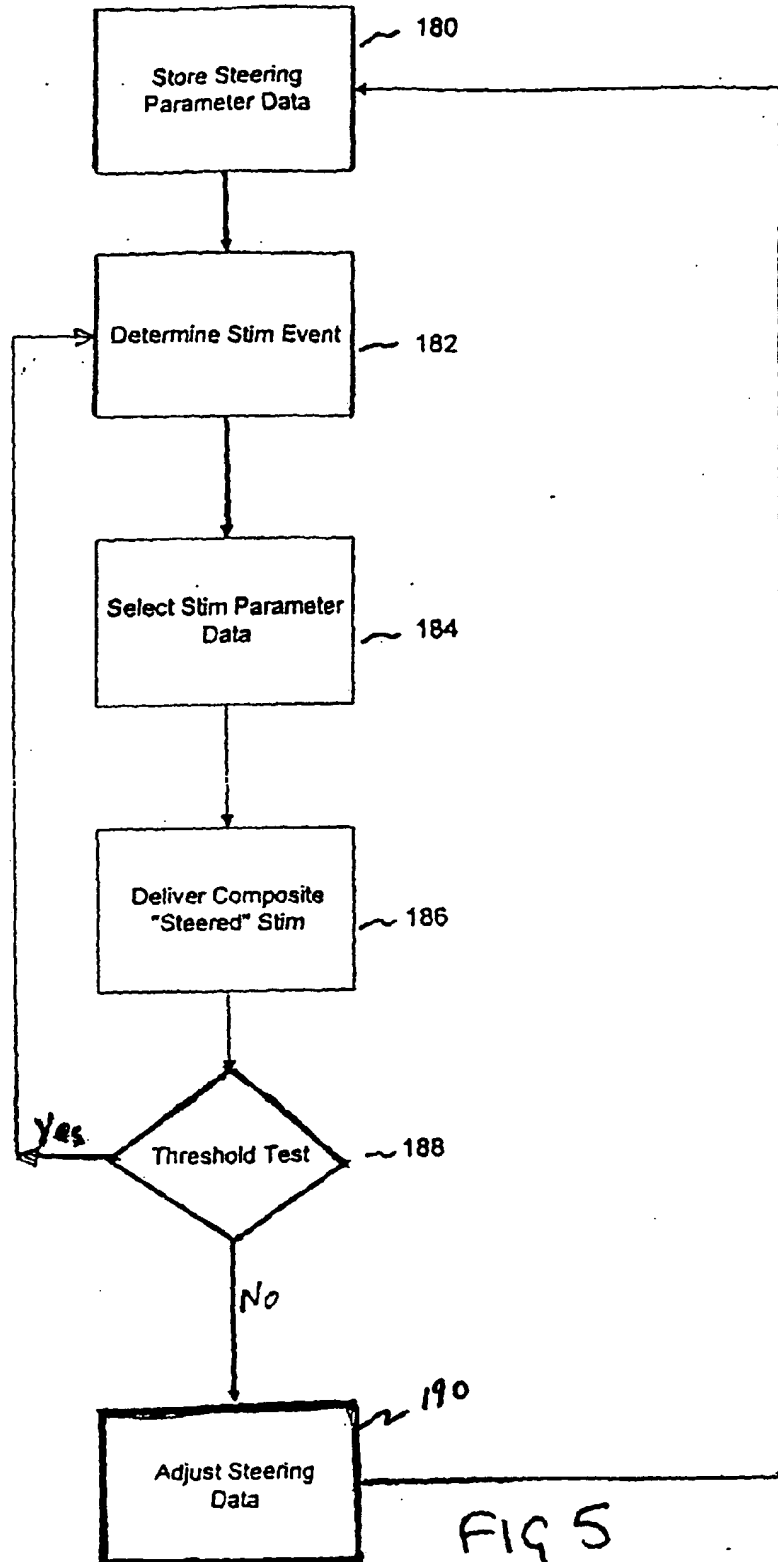 180
Store Steering
Parameter Data
Determine Stim Event
182
Select Stim Parameter
Data
184
Deliver Composite
"Steered" Stim
186
Yes
Threshold Test
188
No
190
Adjust Steering
Data
FIG 5